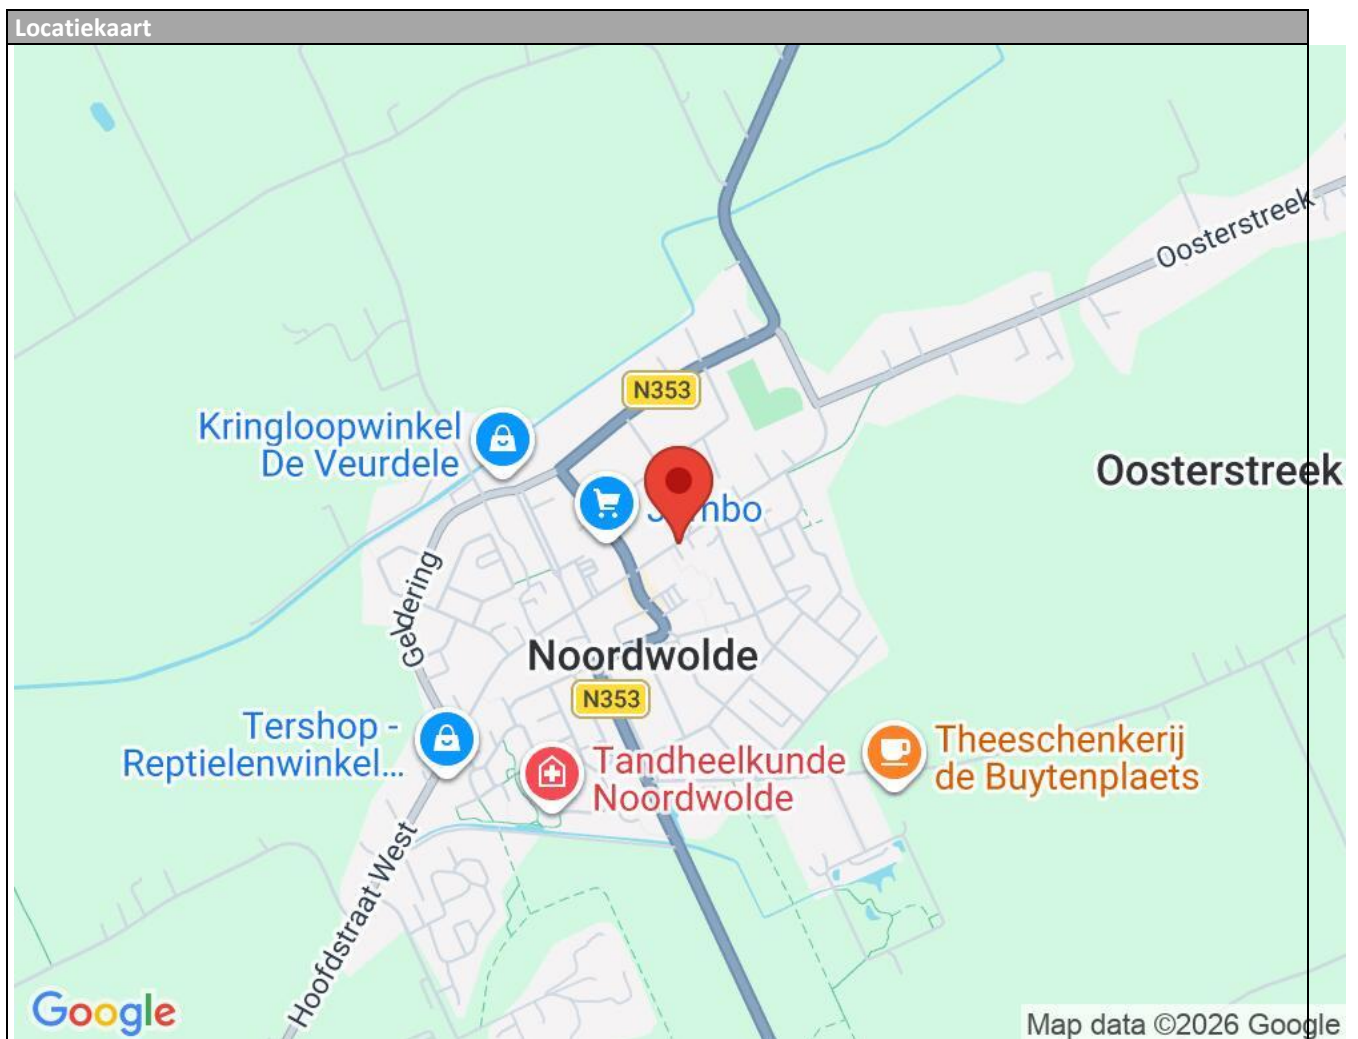 Locatiekaart
Oosterstreek
N353
Kringloopwinkel
De Veurdele
Oosterstreek
Geldering
Noordwolde
N353
Tershop -
Reptielenwinkel...
Tandheelkunde
Noordwolde
Theeschenkerij
de Buytenplaets
Hoofdstraat West
Google
Map data ©2026 Google